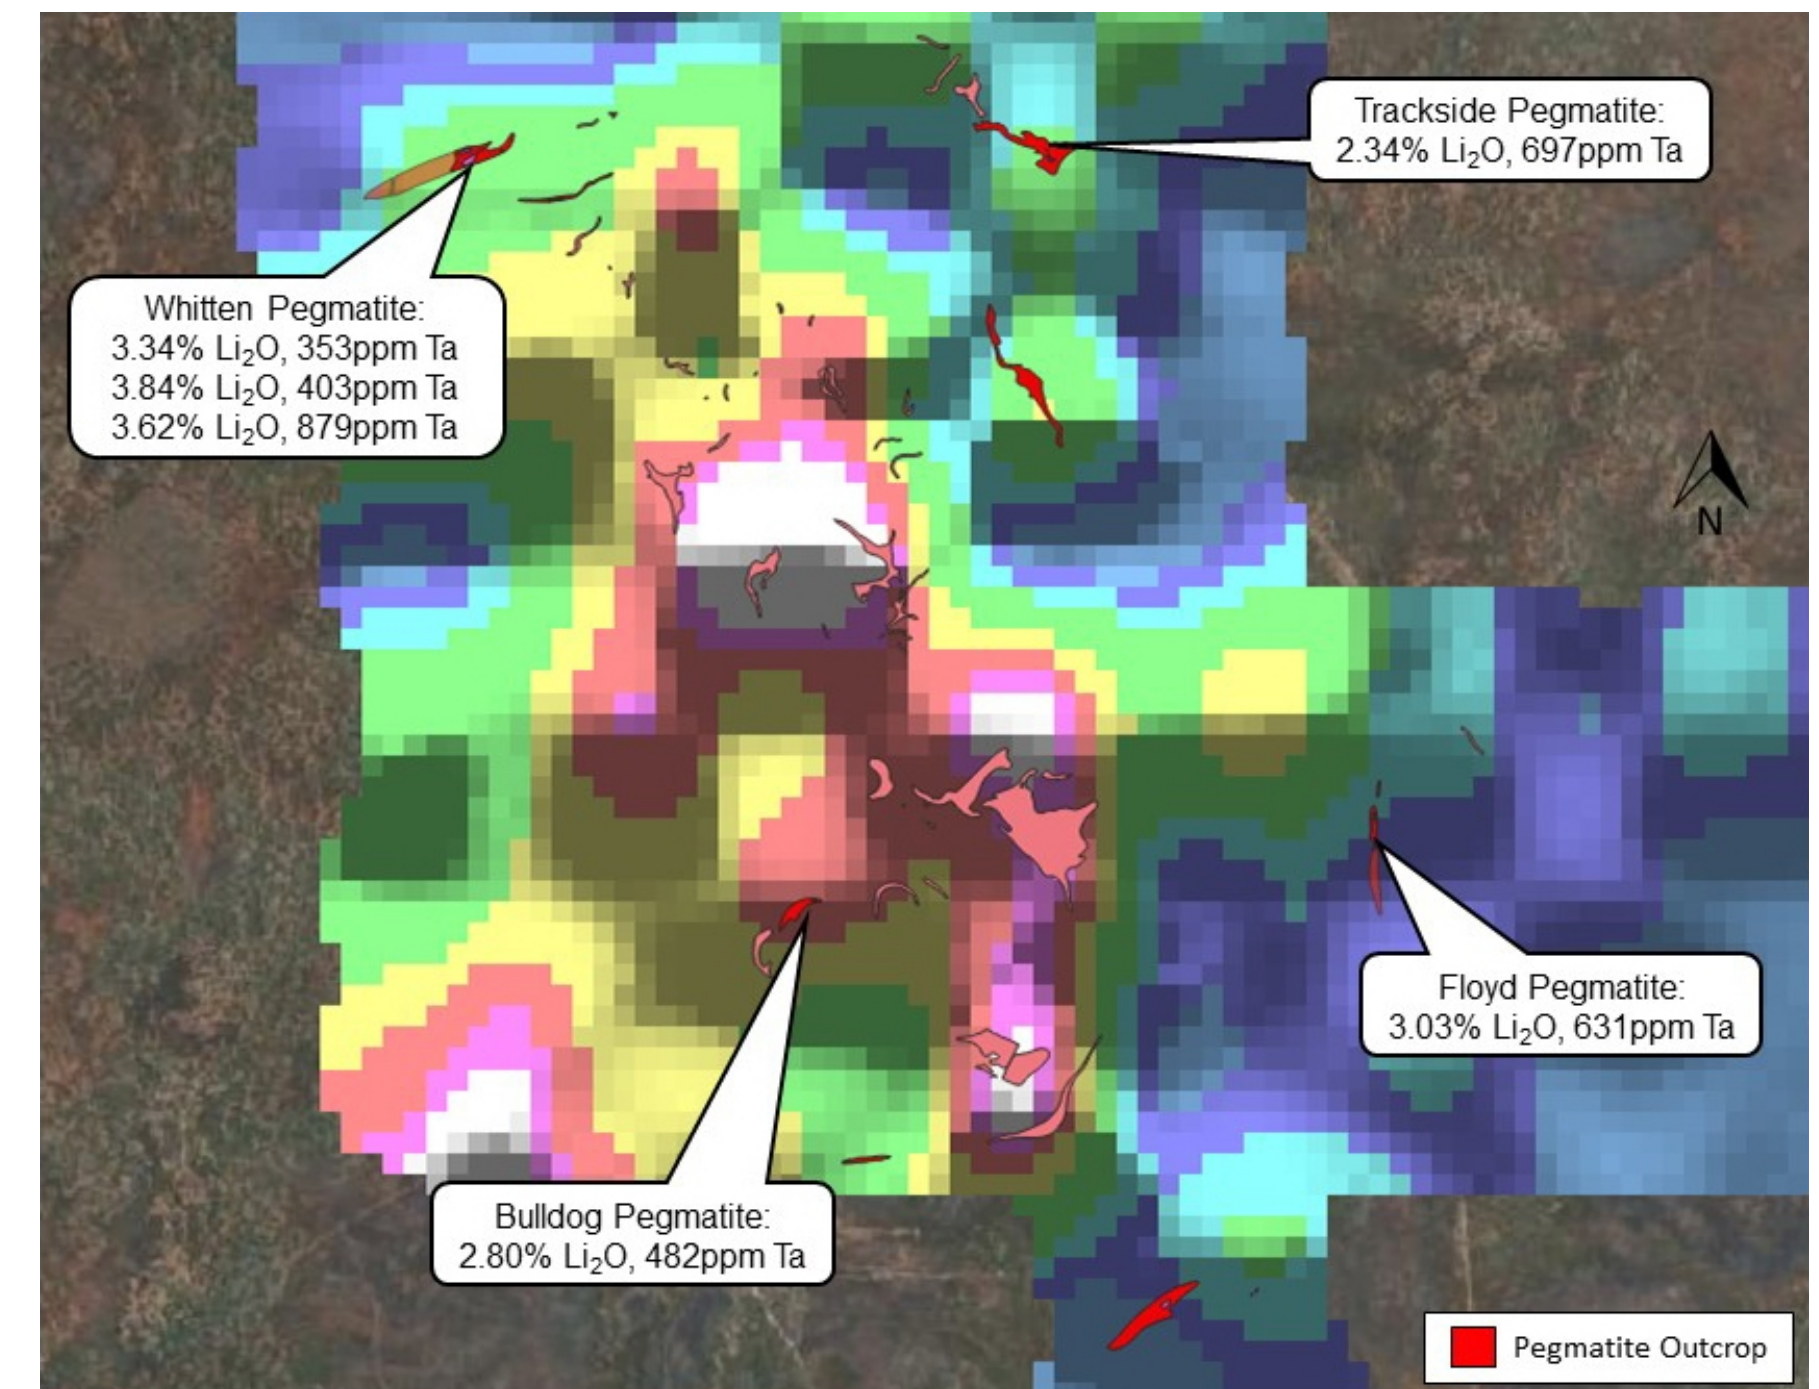 Trackside Pegmatite:
2.34% Li₂O, 697ppm Ta
Whitten Pegmatite:
3.34% Li₂O, 353ppm Ta
3.84% Li₂O, 403ppm Ta
3.62% Li₂O, 879ppm Ta
N
Floyd Pegmatite:
3.03% Li₂O, 631ppm Ta
Bulldog Pegmatite:
2.80% Li₂O, 482ppm Ta
Pegmatite Outcrop